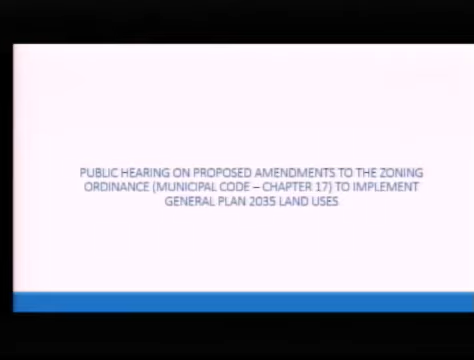 PUBLIC HEARING ON PROPOSED AMENDMENTS TO THE ZONING
ORDINANCE (MUNICIPAL CODE – CHAPTER 17) TO IMPLEMENT
GENERAL PLAN 2035 LAND USES